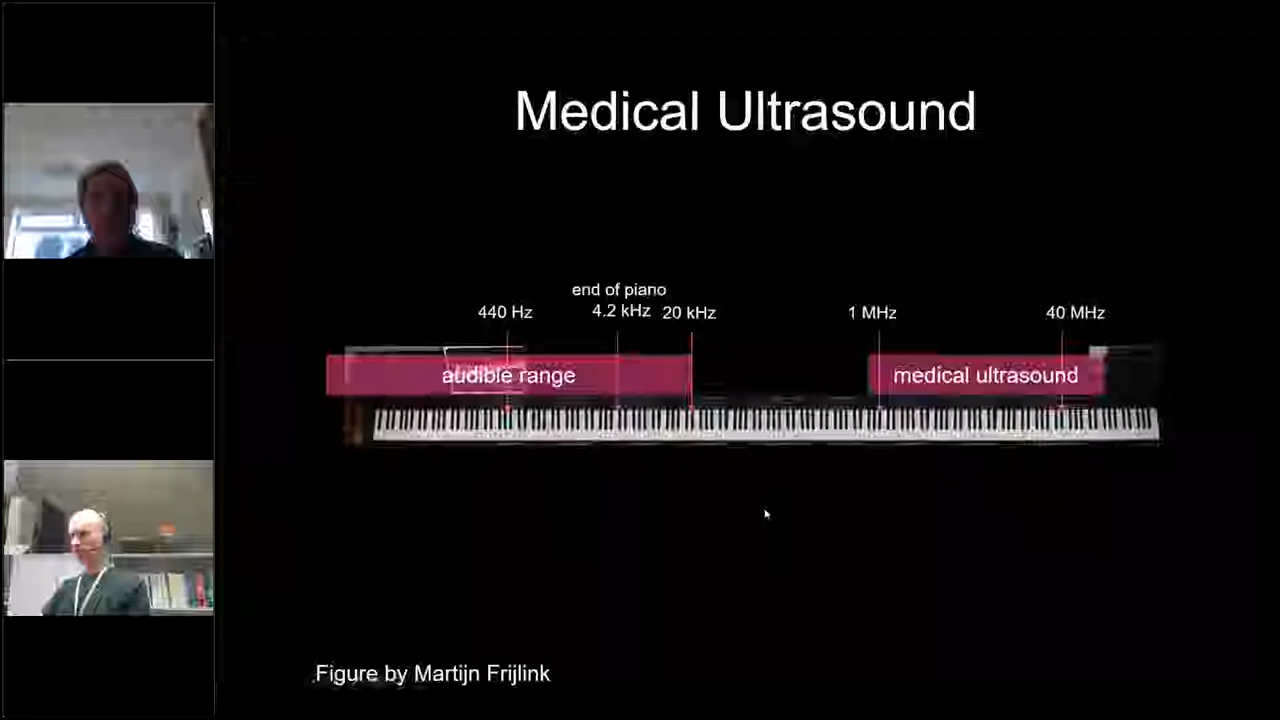 Medical Ultrasound
end of piano
440 Hz 4.2 kHz 20 kHz 1 MHz 40 MHz
audible range medical ultrasound
Figure by Martijn Frijlink